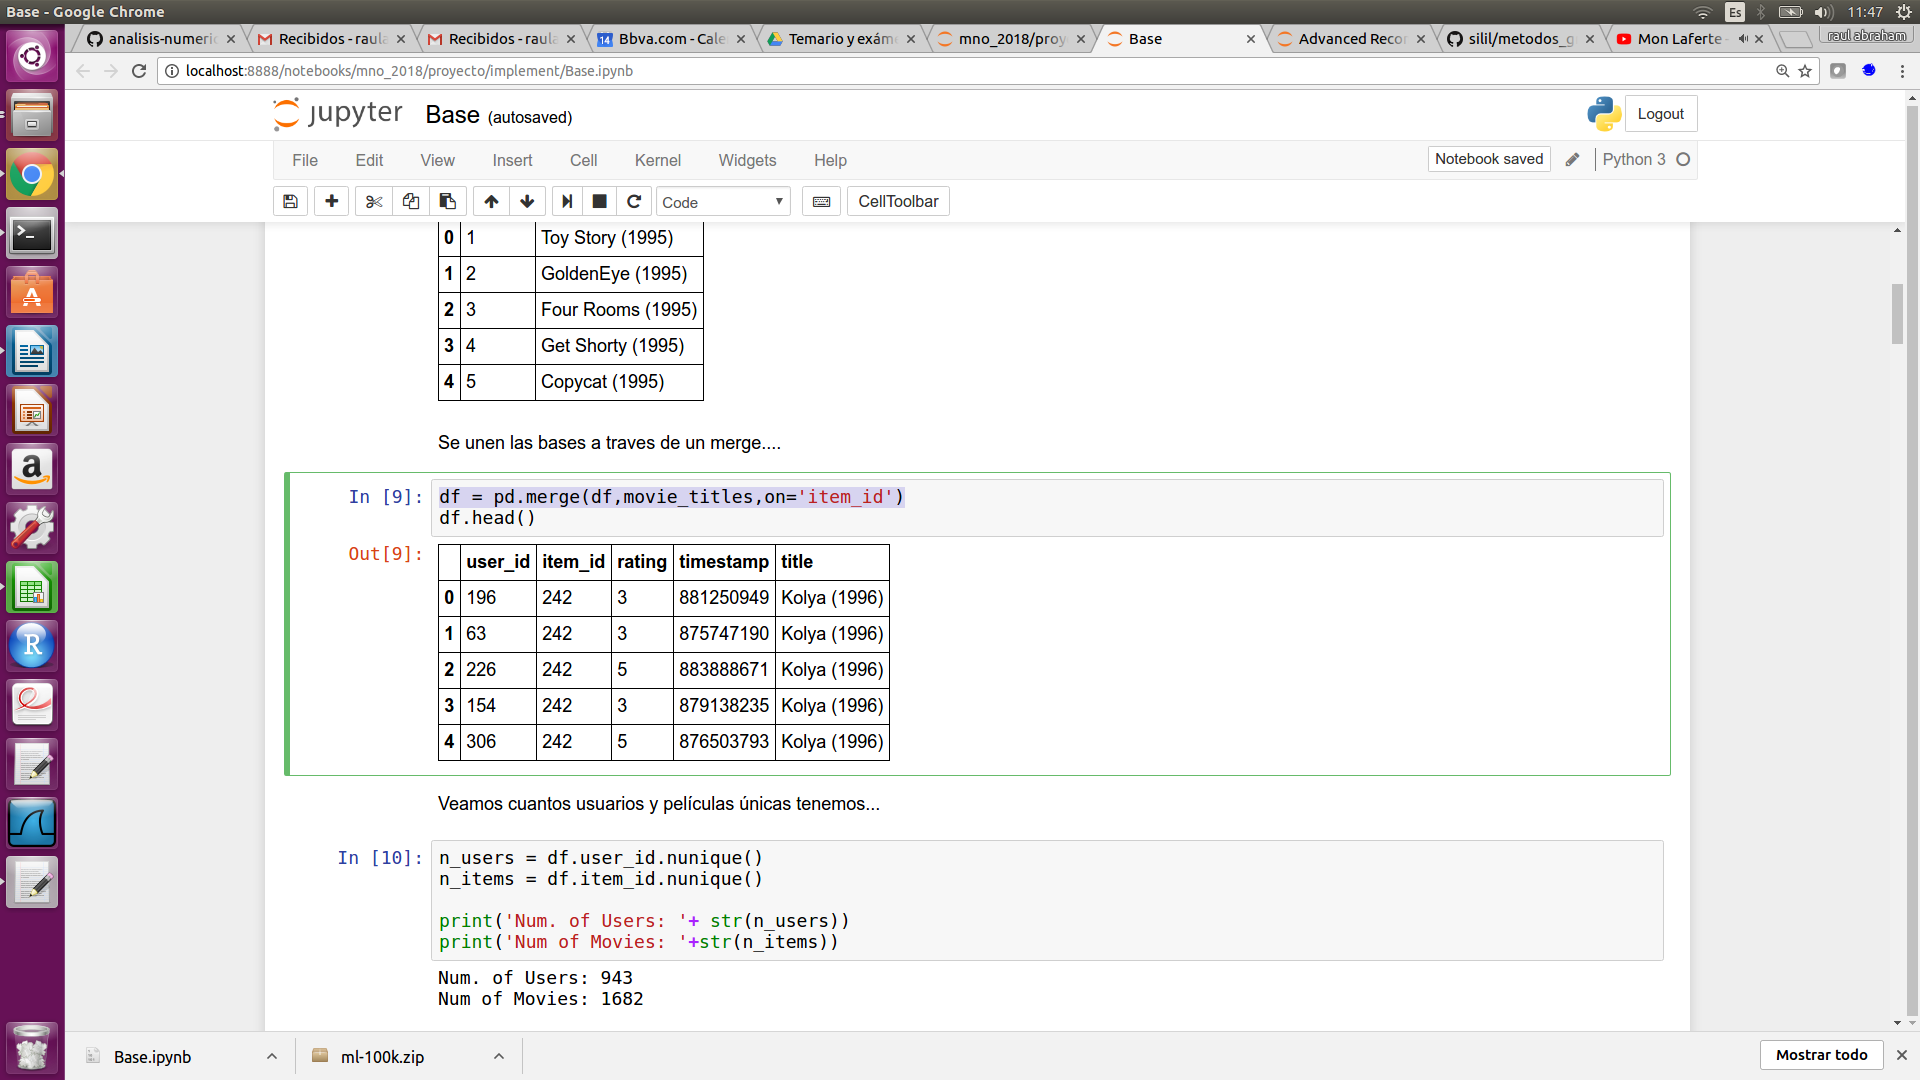 Base - Google Chrome
Es 11:47
analisis-numeric
Recibidos - raula
Recibidos - raula
14 Bbva.com - Cale
Temario y exám
mno_2018/proy
Base
Advanced Recor
silil/metodos_g
Mon Laferte -
raul abraham
localhost:8888/notebooks/mno_2018/proyecto/implement/Base.ipynb
jupyter Base (autosaved)
Logout
File Edit View Insert Cell Kernel Widgets Help
Notebook saved
Python 3
Code
CellToolbar
0 1 Toy Story (1995)
1 2 GoldenEye (1995)
2 3 Four Rooms (1995)
3 4 Get Shorty (1995)
4 5 Copycat (1995)
Se unen las bases a traves de un merge....
In [9]: df = pd.merge(df,movie_titles,on='item_id')
df.head()
Out[9]:
user_id item_id rating timestamp title
0 196 242 3 881250949 Kolya (1996)
1 63 242 3 875747190 Kolya (1996)
2 226 242 5 883888671 Kolya (1996)
3 154 242 3 879138235 Kolya (1996)
4 306 242 5 876503793 Kolya (1996)
Veamos cuantos usuarios y películas únicas tenemos...
In [10]: n_users = df.user_id.nunique()
n_items = df.item_id.nunique()
print('Num. of Users: '+ str(n_users))
print('Num of Movies: '+str(n_items))
Num. of Users: 943
Num of Movies: 1682
Base.ipynb
ml-100k.zip
Mostrar todo